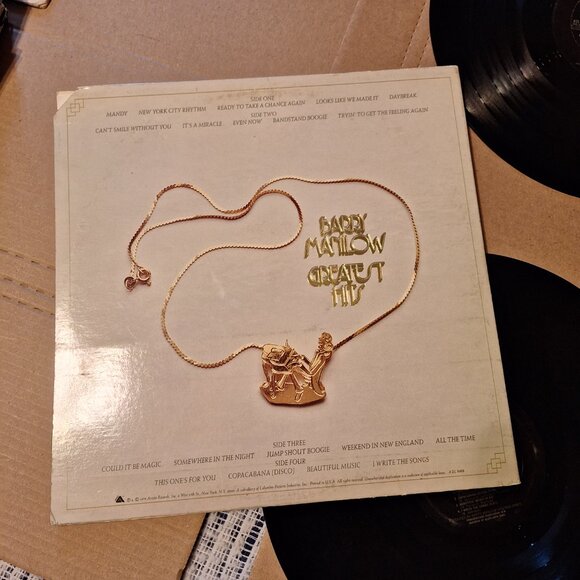 SIDE ONE
MANDY NEW YORK CITY RHYTHM READY TO TAKE A CHANCE AGAIN LOOKS LIKE WE MADE IT DAYBREAK
SIDE TWO
CAN'T SMILE WITHOUT YOU IT'S A MIRACLE EVEN NOW BANDSTAND BOOGIE TRYIN' TO GET THE FEELING AGAIN
BARRY
MANILOW
GREATEST
HITS
SIDE THREE
COULD IT BE MAGIC SOMEWHERE IN THE NIGHT JUMP SHOUT BOOGIE WEEKEND IN NEW ENGLAND ALL THE TIME
SIDE FOUR
THIS ONE'S FOR YOU COPACABANA (DISCO) BEAUTIFUL MUSIC I WRITE THE SONGS